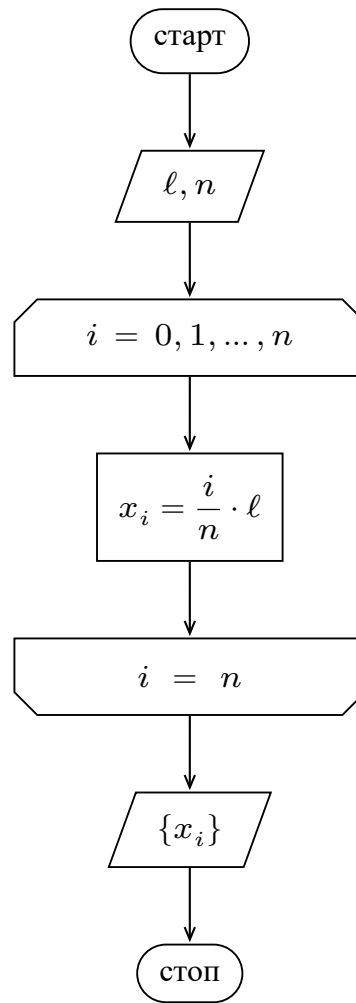 старт
ℓ, n
i = 0, 1, ..., n
x_i = i/n · ℓ
i = n
{x_i}
стоп